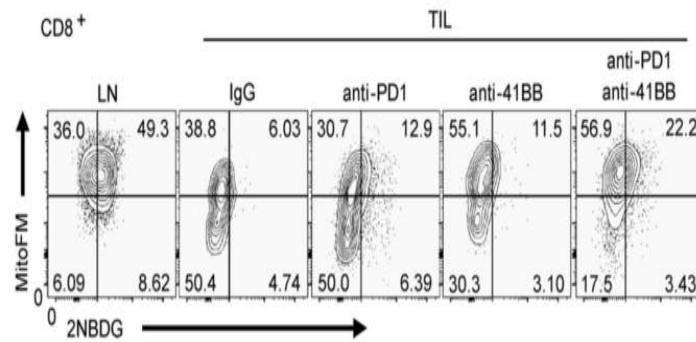 CD8+
TIL
anti-PD1
LN IgG anti-PD1 anti-41BB anti-41BB
36.0 49.3 38.8 6.03 30.7 12.9 55.1 11.5 56.9 22.2
MitoFM
6.09 8.62 50.4 4.74 50.0 6.39 30.3 3.10 17.5 3.43
0
0
2NBDG